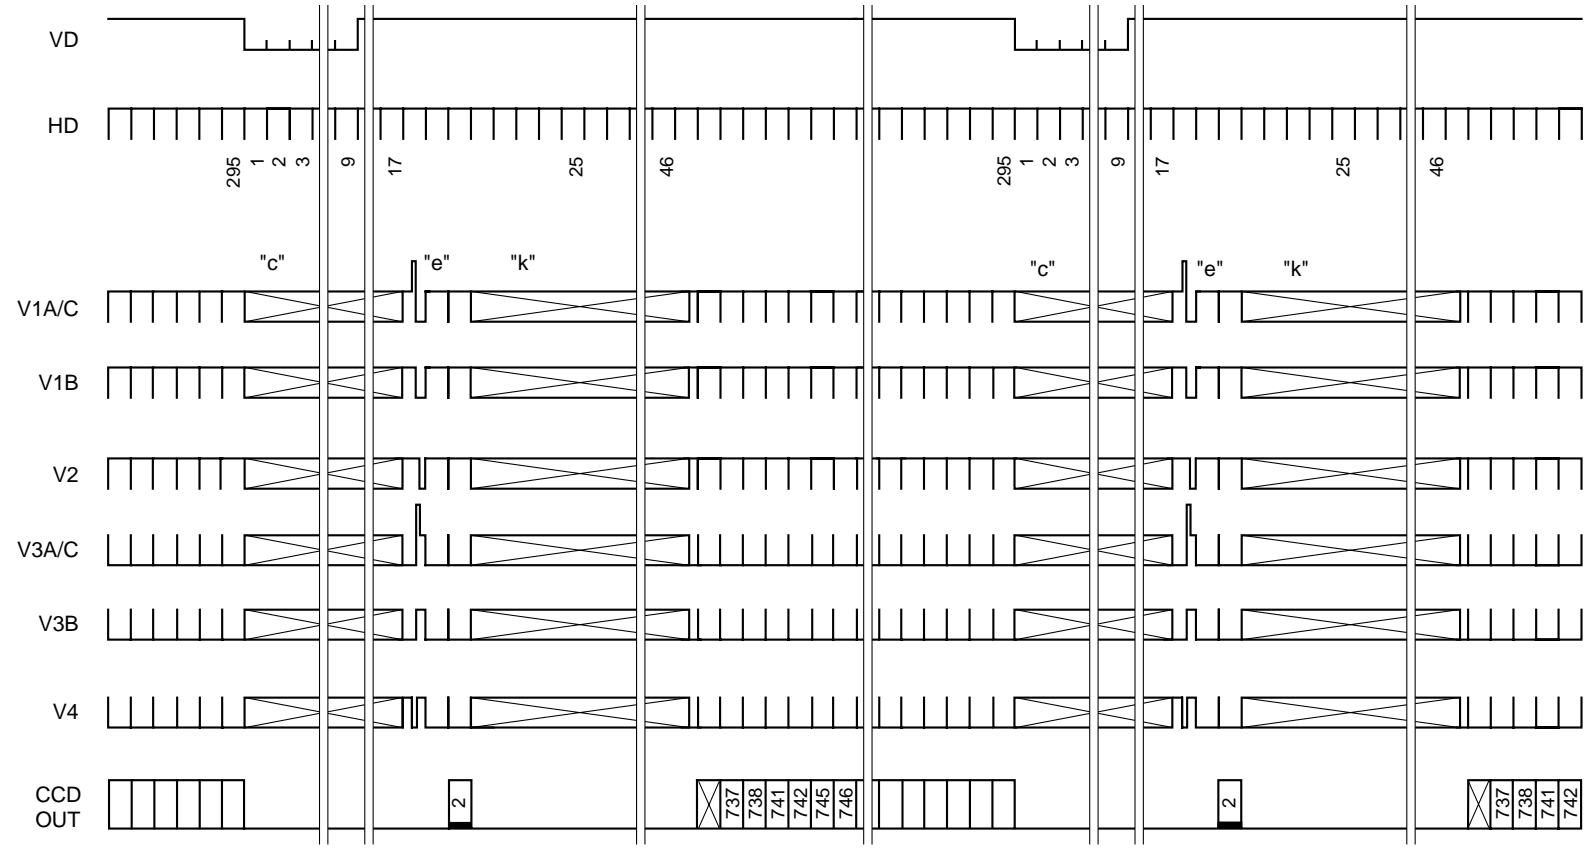 VD
HD
295 1 2 3 9 17 25 46 295 1 2 3 9 17 25 46
"c" "e" "k" "c" "e" "k"
V1A/C
V1B
V2
V3A/C
V3B
V4
CCD
OUT
2 737 738 741 742 745 746 2 737 738 741 742